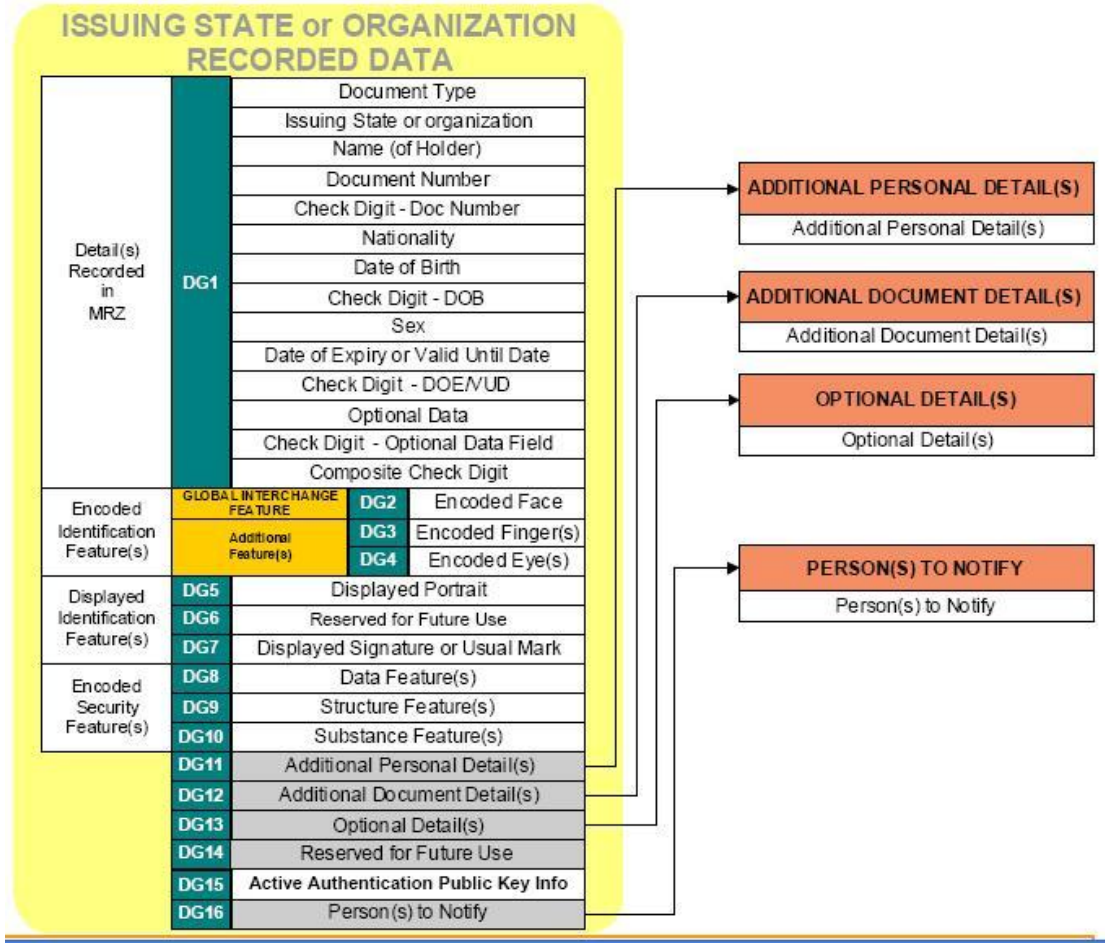 ISSUING STATE or ORGANIZATION
RECORDED DATA
Detail(s)
Recorded
in
MRZ
DG1
Document Type
Issuing State or organization
Name (of Holder)
Document Number
Check Digit - Doc Number
Nationality
Date of Birth
Check Digit - DOB
Sex
Date of Expiry or Valid Until Date
Check Digit - DOE/VUD
Optional Data
Check Digit - Optional Data Field
Composite Check Digit
Encoded
Identification
Feature(s)
GLOBAL INTERCHANGE
FEATURE
DG2 Encoded Face
Additional
Feature(s)
DG3 Encoded Finger(s)
DG4 Encoded Eye(s)
Displayed
Identification
Feature(s)
DG5 Displayed Portrait
DG6 Reserved for Future Use
DG7 Displayed Signature or Usual Mark
Encoded
Security
Feature(s)
DG8 Data Feature(s)
DG9 Structure Feature(s)
DG10 Substance Feature(s)
DG11 Additional Personal Detail(s)
DG12 Additional Document Detail(s)
DG13 Optional Detail(s)
DG14 Reserved for Future Use
DG15 Active Authentication Public Key Info
DG16 Person(s) to Notify
ADDITIONAL PERSONAL DETAIL(S)
Additional Personal Detail(s)
ADDITIONAL DOCUMENT DETAIL(S)
Additional Document Detail(s)
OPTIONAL DETAIL(S)
Optional Detail(s)
PERSON(S) TO NOTIFY
Person(s) to Notify